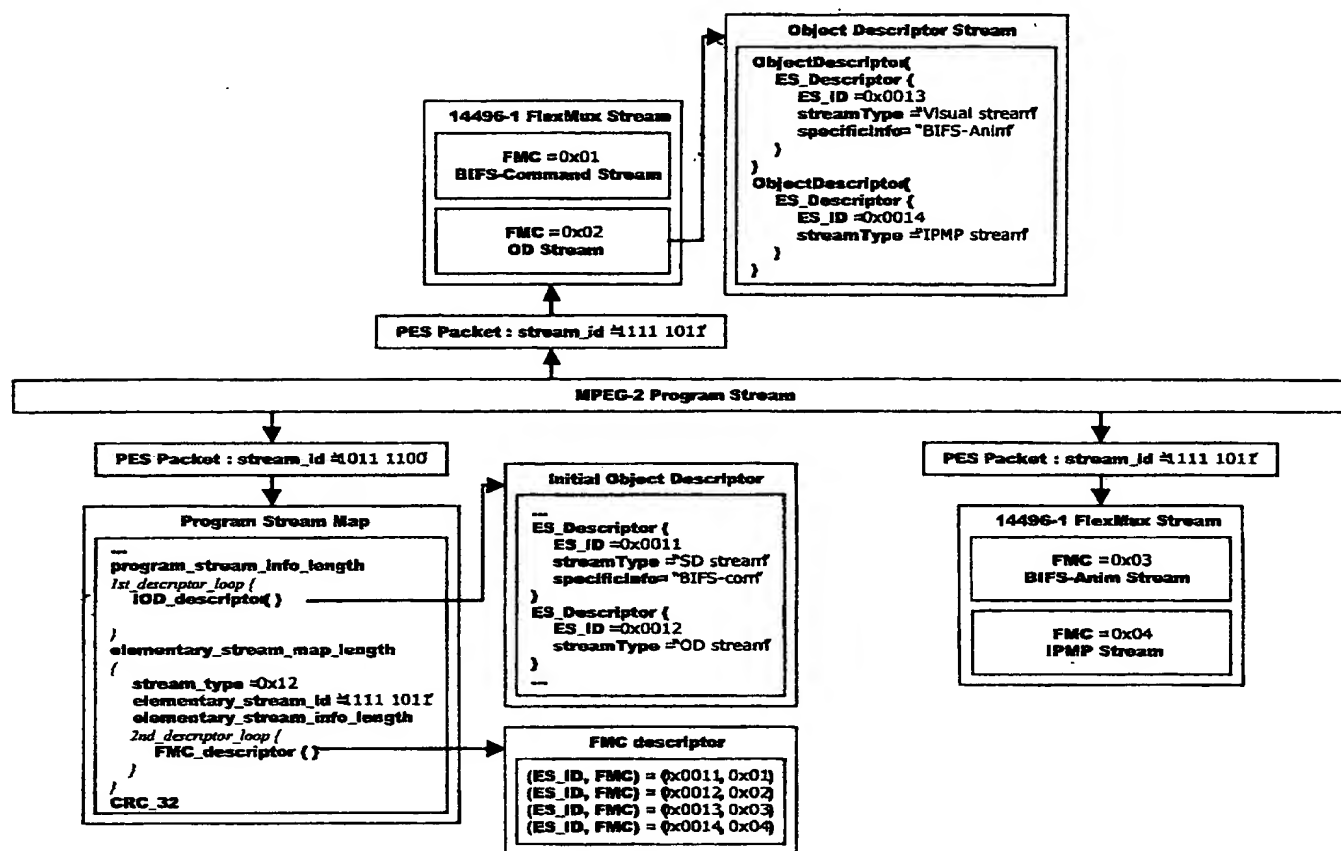 Object Descriptor Stream
ObjectDescriptor{
ES_Descriptor {
ES_ID =0x0013
streamType ="Visual stream"
specificInfo= "BIFS-Anim"
}
}
ObjectDescriptor{
ES_Descriptor {
ES_ID =0x0014
streamType ="IPMP stream"
}
}
14496-1 FlexMux Stream
FMC =0x01
BIFS-Command Stream
FMC =0x02
OD Stream
PES Packet : stream_id ='1111 1011'
MPEG-2 Program Stream
PES Packet : stream_id ='1011 1100'
Program Stream Map
...
program_stream_info_length
1st_descriptor_loop {
IOD_descriptor()
}
elementary_stream_map_length
{
stream_type =0x12
elementary_stream_id ='1111 1011'
elementary_stream_info_length
2nd_descriptor_loop {
FMC_descriptor ()
}
}
CRC_32
Initial Object Descriptor
...
ES_Descriptor {
ES_ID =0x0011
streamType ="SD stream"
specificInfo= "BIFS-com"
}
ES_Descriptor {
ES_ID =0x0012
streamType ="OD stream"
}
...
FMC descriptor
(ES_ID, FMC) = (0x0011, 0x01)
(ES_ID, FMC) = (0x0012, 0x02)
(ES_ID, FMC) = (0x0013, 0x03)
(ES_ID, FMC) = (0x0014, 0x04)
PES Packet : stream_id ='1111 1011'
14496-1 FlexMux Stream
FMC =0x03
BIFS-Anim Stream
FMC =0x04
IPMP Stream